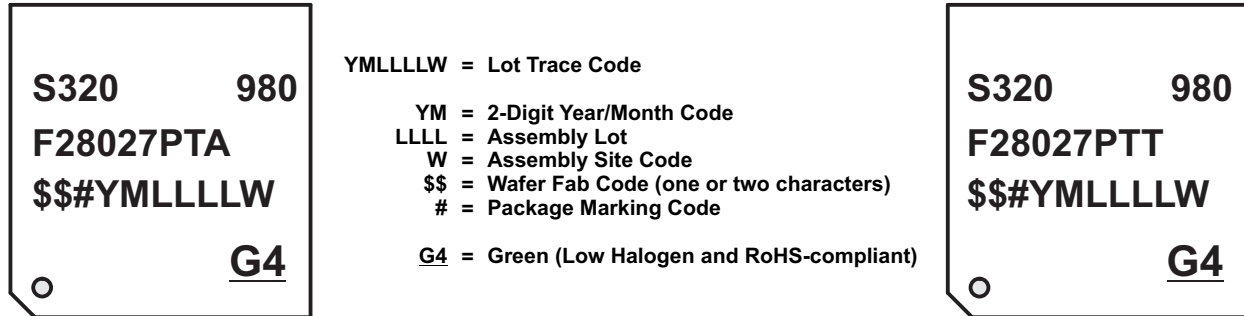 S320 980
F28027PTA
$$#YMLLLLW
G4
YMLLLLW = Lot Trace Code
YM = 2-Digit Year/Month Code
LLLL = Assembly Lot
W = Assembly Site Code
$$ = Wafer Fab Code (one or two characters)
# = Package Marking Code
G4 = Green (Low Halogen and RoHS-compliant)
S320 980
F28027PTT
$$#YMLLLLW
G4